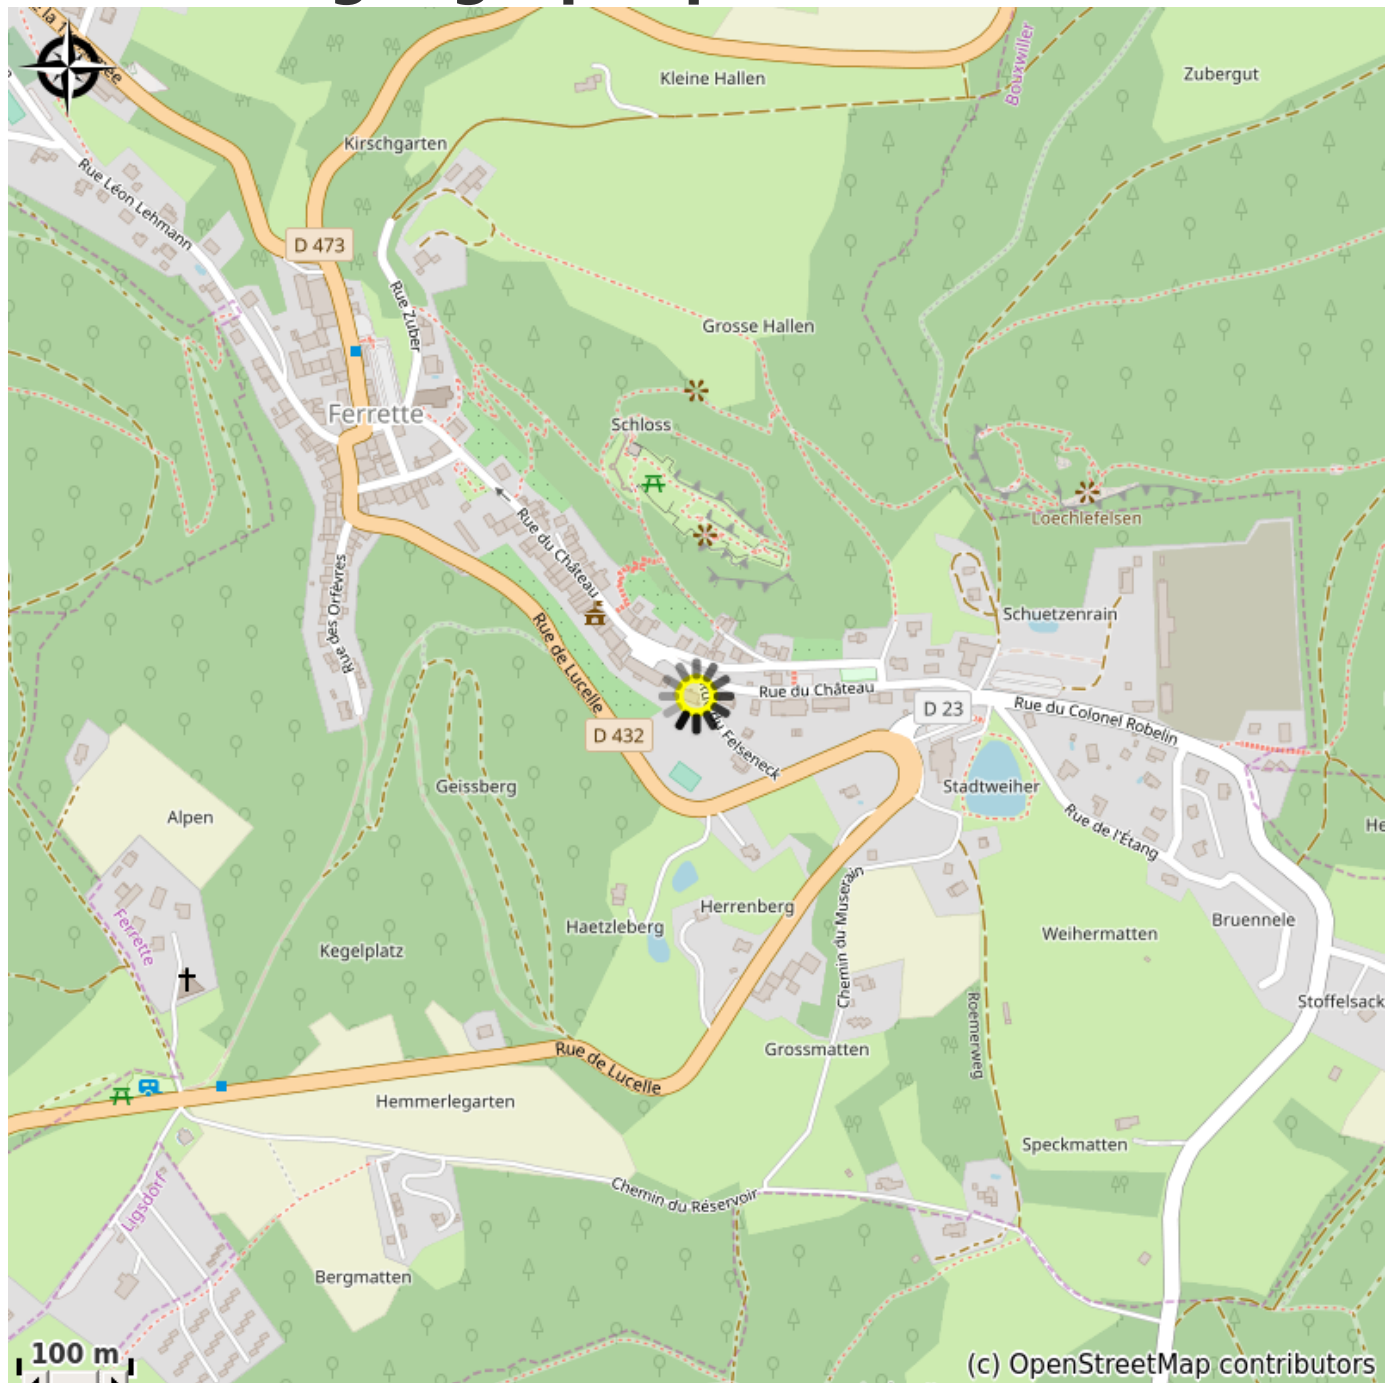 Kleine Hallen
Zubergut
Bouxwiller
Kirschgarten
Rue Léon Lehmann
D 473
Rue Zuber
Grosse Hallen
Ferrette
Schloss
Loechlefelsen
Rue du Château
Rue des Orfèvres
Schuetzenrain
Rue de Lucelle
Rue du Château
D 23
Rue du Colonel Robelin
D 432
du Felseneck
Geissberg
Stadtweiher
Alpen
Rue de l'Étang
He
Herrenberg
Haetzleberg
Chemin du Muserain
Bruennele
Ferrette
Kegelplatz
Weihermatten
Stoffelsack
Roemerweg
Rue de Lucelle
Grossmatten
Hemmerlegarten
Speckmatten
Ligsdorf
Chemin du Réservoir
Bergmatten
100 m
(c) OpenStreetMap contributors